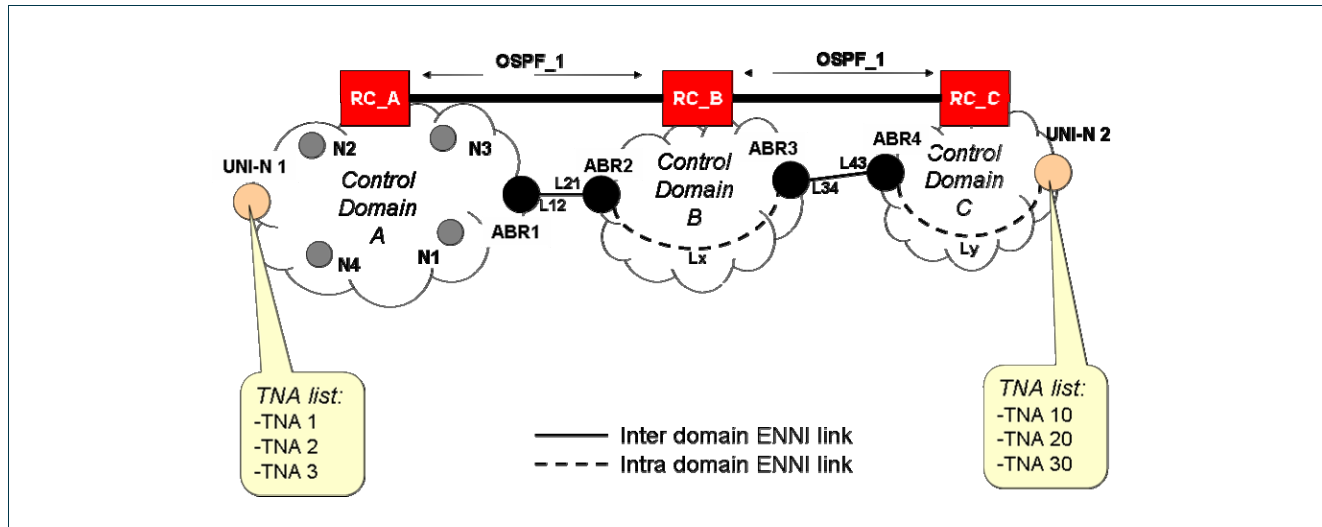 OSPF_1
OSPF_1
RC_A
RC_B
RC_C
UNI-N 1
N2
N3
Control
Domain
A
N4
N1
ABR1
L21
L12
ABR2
Control
Domain
B
Lx
ABR3
L34
L43
ABR4
Control
Domain
C
Ly
UNI-N 2
TNA list:
-TNA 1
-TNA 2
-TNA 3
TNA list:
-TNA 10
-TNA 20
-TNA 30
Inter domain ENNI link
Intra domain ENNI link